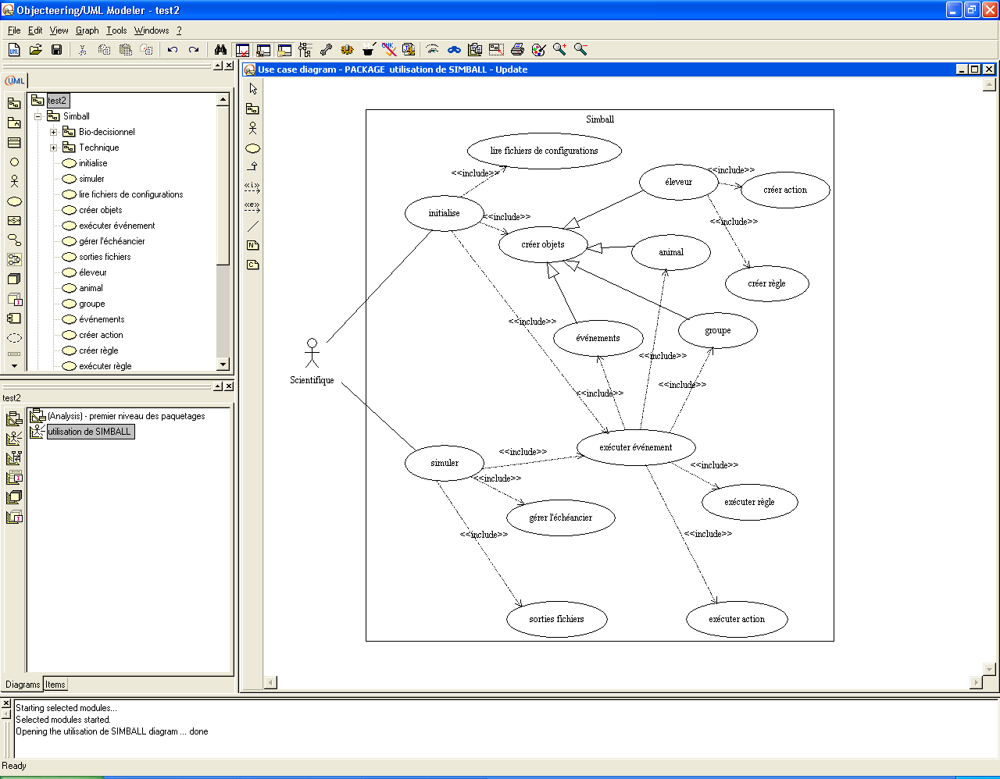 Objecteering/UML Modeler - test2
File Edit View Graph Tools Windows ?
UML
test2
Simball
Bio-decisionnel
Technique
initialise
simuler
lire fichiers de configurations
créer objets
exécuter événement
gérer l'échéancier
sorties fichiers
éleveur
animal
groupe
événements
créer action
créer règle
exécuter règle
test2
(Analysis) - premier niveau des paquetages
utilisation de SIMBALL
Diagrams Items
Use case diagram - PACKAGE utilisation de SIMBALL - Update
Simball
lire fichiers de configurations
<<include>>
<<include>>
éleveur
créer action
initialise
<<include>>
<<include>>
créer objets
animal
créer règle
<<include>>
groupe
événements
<<include>>
Scientifique
<<include>>
<<include>>
exécuter événement
<<include>>
simuler
<<include>>
<<include>>
exécuter règle
gérer l'échéancier
<<include>>
<<include>>
sorties fichiers
exécuter action
Starting selected modules...
Selected modules started.
Opening the utilisation de SIMBALL diagram ... done
Ready